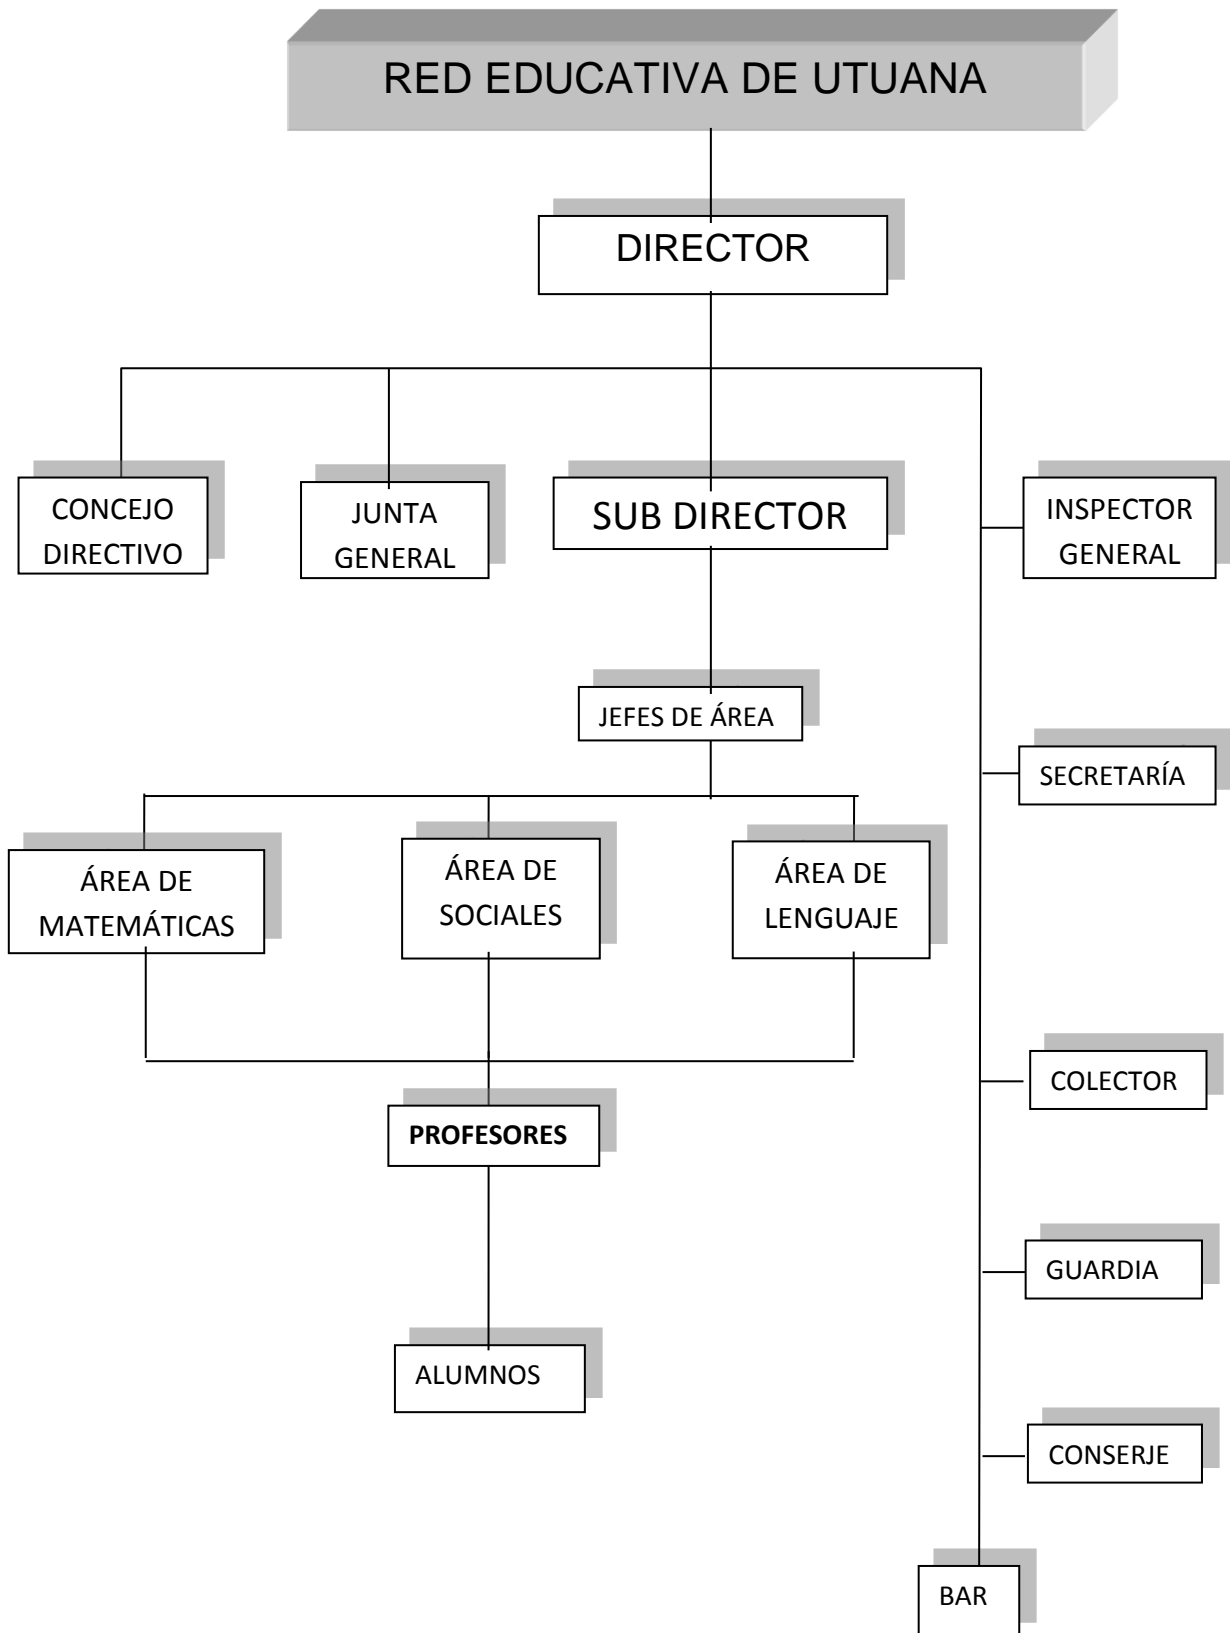 RED EDUCATIVA DE UTUANA
DIRECTOR
CONCEJO
DIRECTIVO
JUNTA
GENERAL
SUB DIRECTOR
INSPECTOR
GENERAL
JEFES DE ÁREA
SECRETARÍA
ÁREA DE
MATEMÁTICAS
ÁREA DE
SOCIALES
ÁREA DE
LENGUAJE
COLECTOR
PROFESORES
GUARDIA
ALUMNOS
CONSERJE
BAR